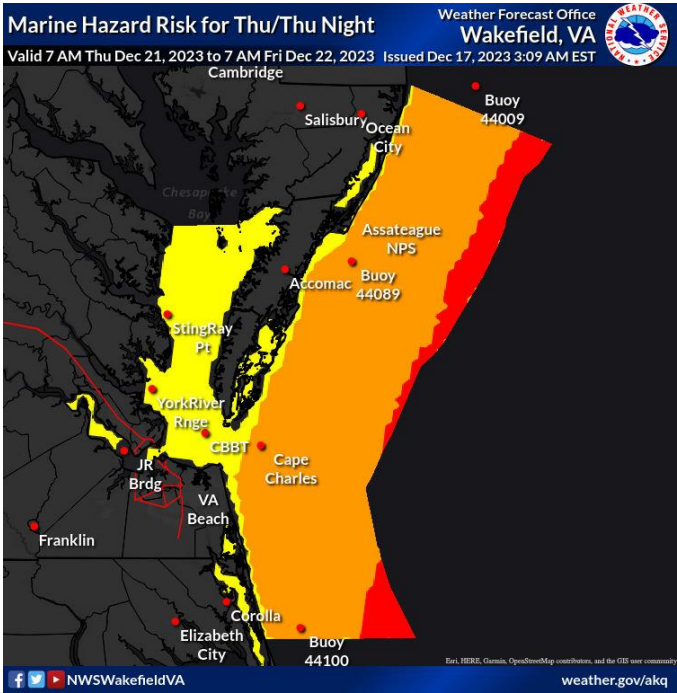 Marine Hazard Risk for Thu/Thu Night
Weather Forecast Office
Wakefield, VA
Valid 7 AM Thu Dec 21, 2023 to 7 AM Fri Dec 22, 2023
Issued Dec 17, 2023 3:09 AM EST
NATIONAL WEATHER SERVICE
Cambridge
Salisbury
Ocean
City
Buoy
44009
Chesapeake
Bay
Assateague
NPS
Accomac
Buoy
44089
StingRay
Pt
YorkRiver
Rnge
CBBT
JR
Brdg
Cape
Charles
VA
Beach
Franklin
Corolla
Elizabeth
City
Buoy
44100
Esri, HERE, Garmin, OpenStreetMap contributors, and the GIS user community
NWSWakefieldVA
weather.gov/akq